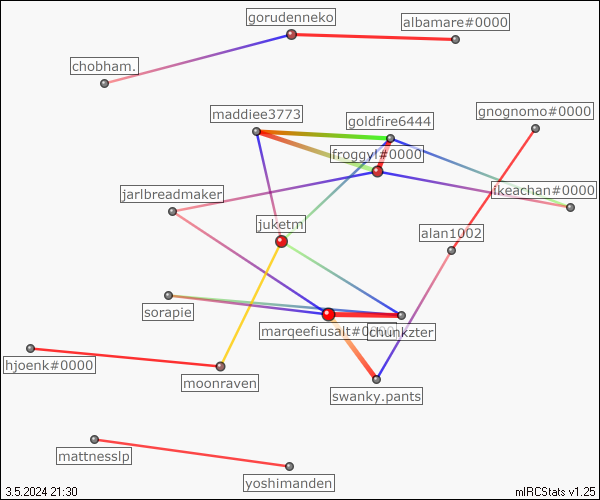 gorudenneko
albamare#0000
chobham.
maddiee3773
goldfire6444
gnognomo#0000
froggyl#0000
ikeachan#0000
jarlbreadmaker
juketm
alan1002
sorapie
marqeefiusalt#0000
chunkzter
hjoenk#0000
moonraven
swanky.pants
mattnesslp
yoshimanden
3.5.2024 21:30
mIRCStats v1.25